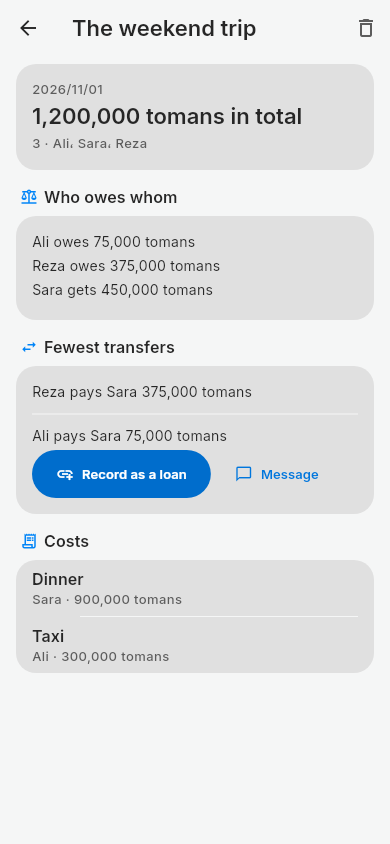 The weekend trip
2026/11/01
1,200,000 tomans in total
3 · Ali، Sara، Reza
Who owes whom
Ali owes 75,000 tomans
Reza owes 375,000 tomans
Sara gets 450,000 tomans
Fewest transfers
Reza pays Sara 375,000 tomans
Ali pays Sara 75,000 tomans
Record as a loan
Message
Costs
Dinner
Sara · 900,000 tomans
Taxi
Ali · 300,000 tomans